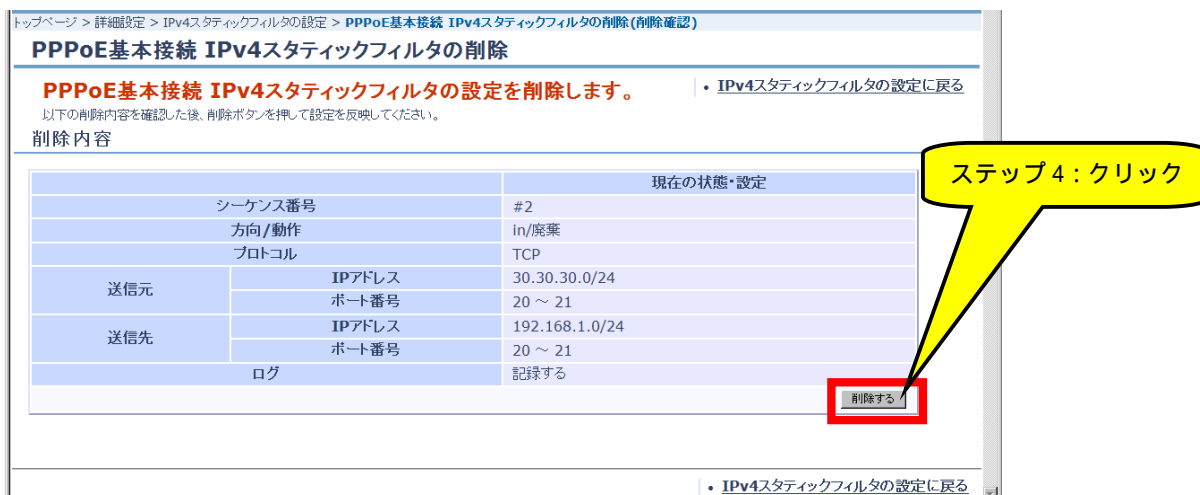 トップページ > 詳細設定 > IPv4スタティックフィルタの設定 > PPPoE基本接続 IPv4スタティックフィルタの削除(削除確認)
PPPoE基本接続 IPv4スタティックフィルタの削除
PPPoE基本接続 IPv4スタティックフィルタの設定を削除します。
• IPv4スタティックフィルタの設定に戻る
以下の削除内容を確認した後、削除ボタンを押して設定を反映してください。
削除内容
ステップ4：クリック
現在の状態・設定
シーケンス番号 #2
方向/動作 in/廃棄
プロトコル TCP
送信元 IPアドレス 30.30.30.0/24
ポート番号 20 ～ 21
送信先 IPアドレス 192.168.1.0/24
ポート番号 20 ～ 21
ログ 記録する
削除する
• IPv4スタティックフィルタの設定に戻る